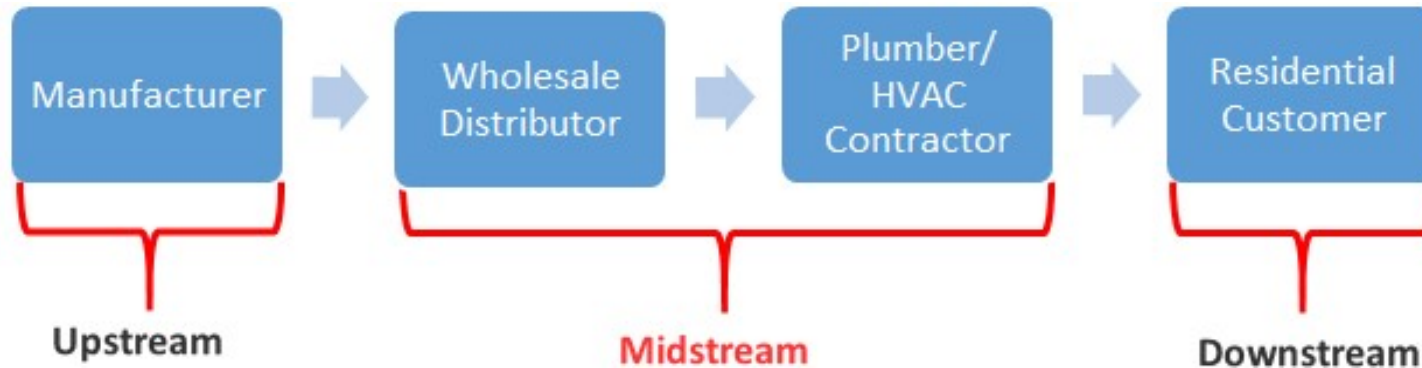 Manufacturer
Wholesale
Distributor
Plumber/
HVAC
Contractor
Residential
Customer
Upstream
Midstream
Downstream